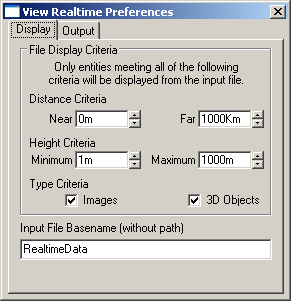 View Realtime Preferences
Display Output
File Display Criteria
Only entities meeting all of the following
criteria will be displayed from the input file.
Distance Criteria
Near 0m Far 1000Km
Height Criteria
Minimum 1m Maximum 1000m
Type Criteria
Images 3D Objects
Input File Basename (without path)
RealtimeData